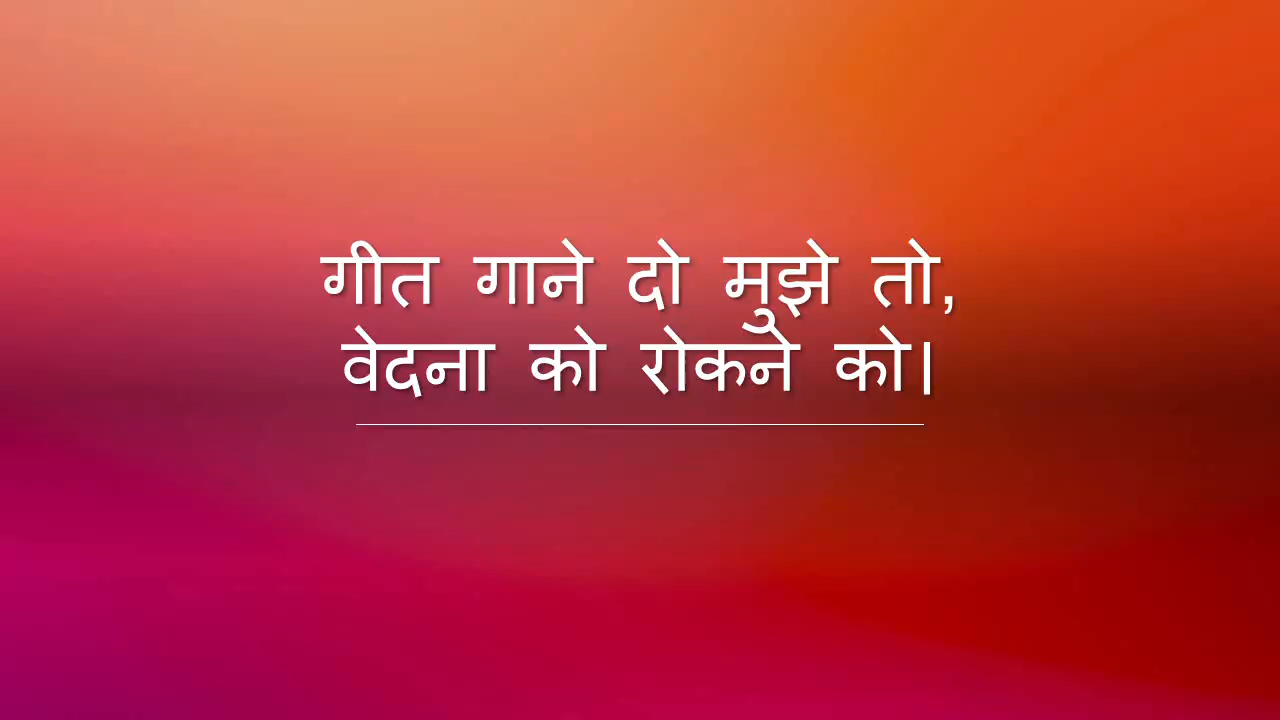 गीत गाने दो मुझे तो,
वेदना को रोकने को।